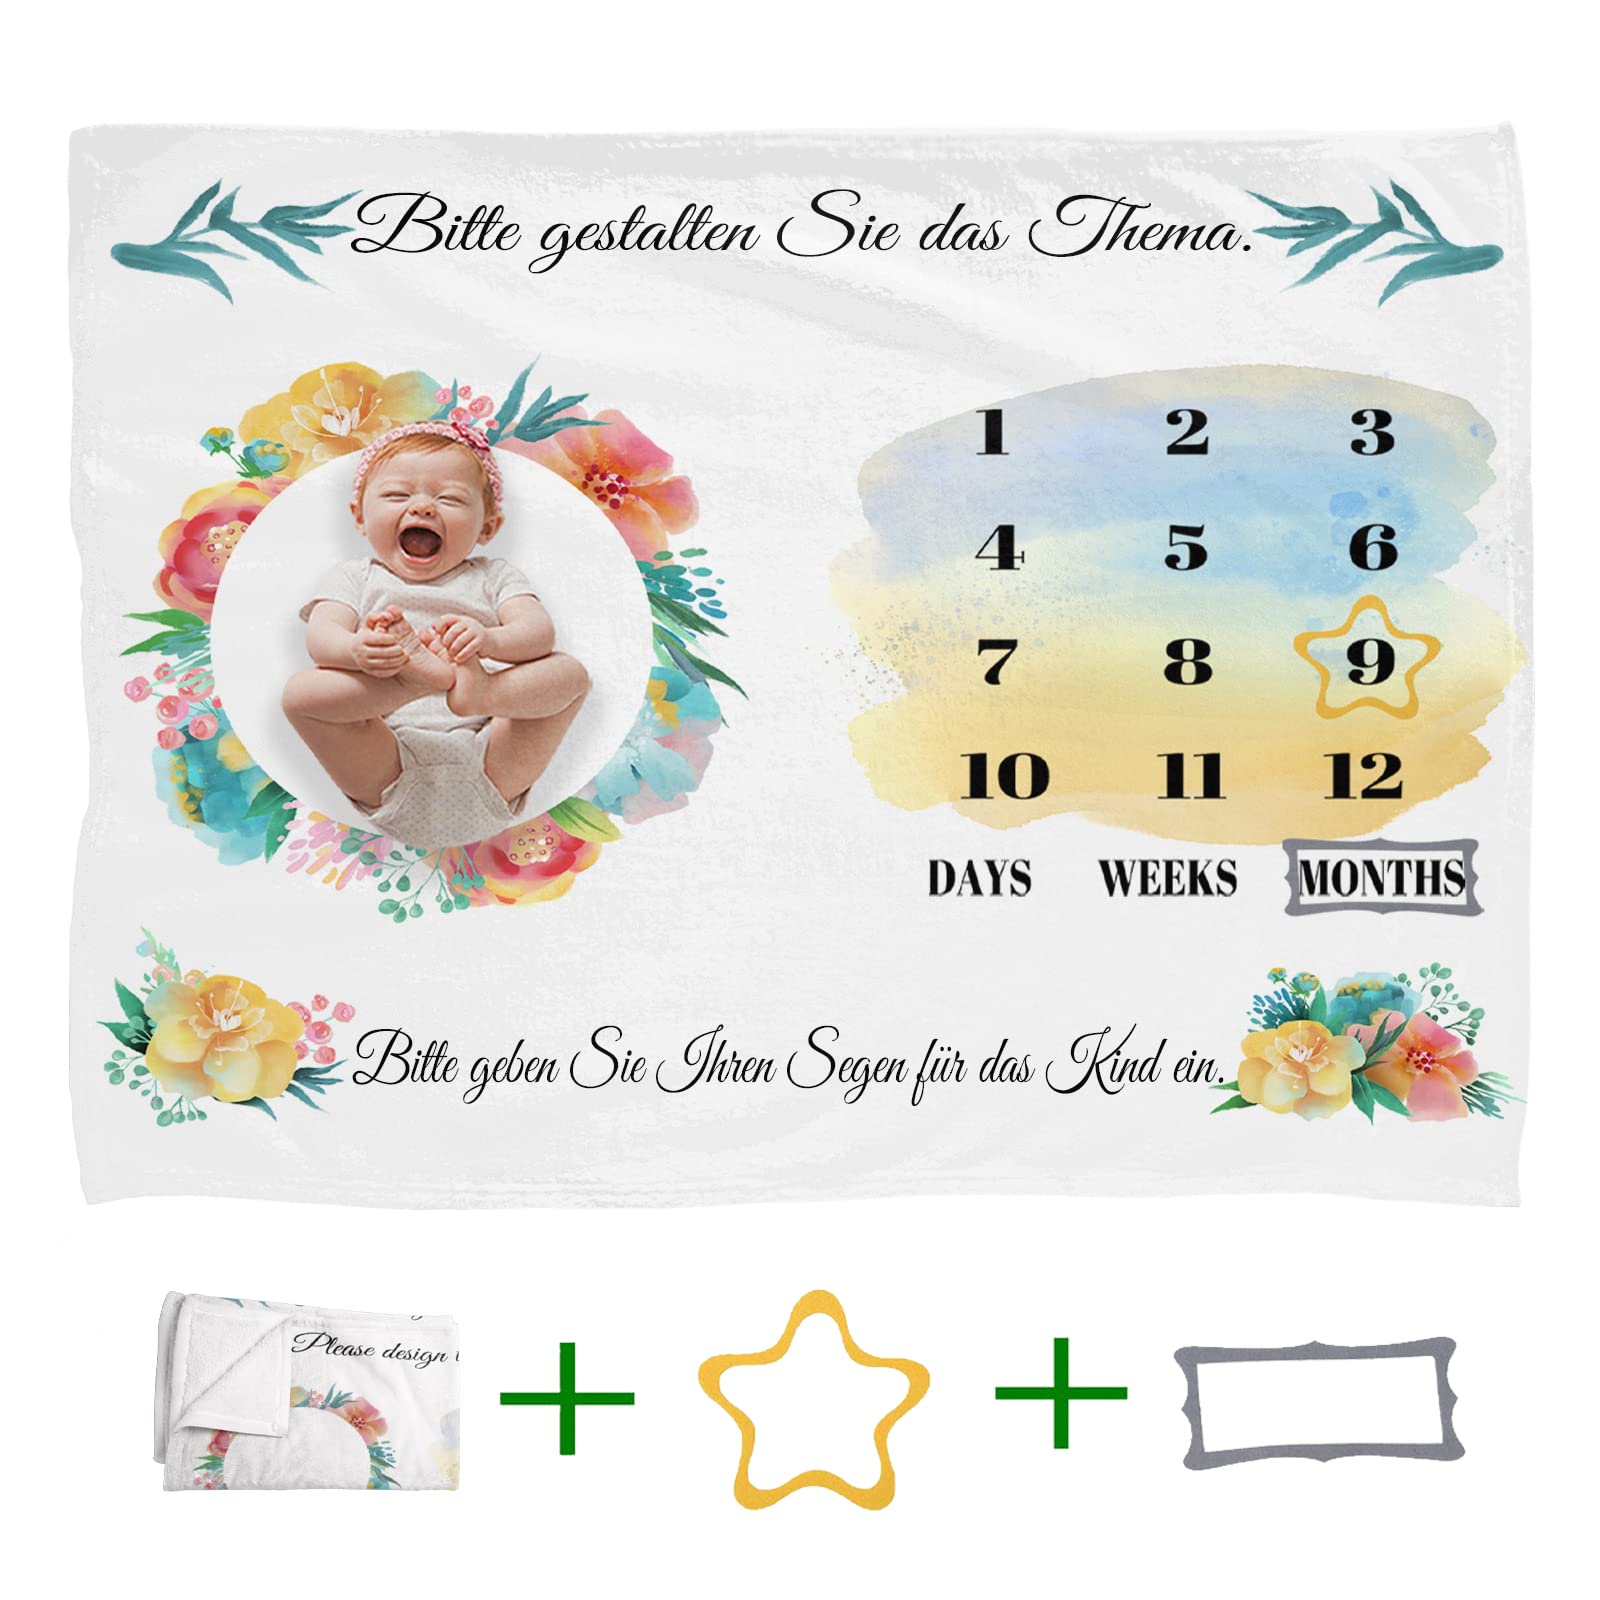 Bitte gestalten Sie das Thema.
1 2 3
4 5 6
7 8 9
10 11 12
DAYS WEEKS MONTHS
Bitte geben Sie Ihren Segen für das Kind ein.
Please design